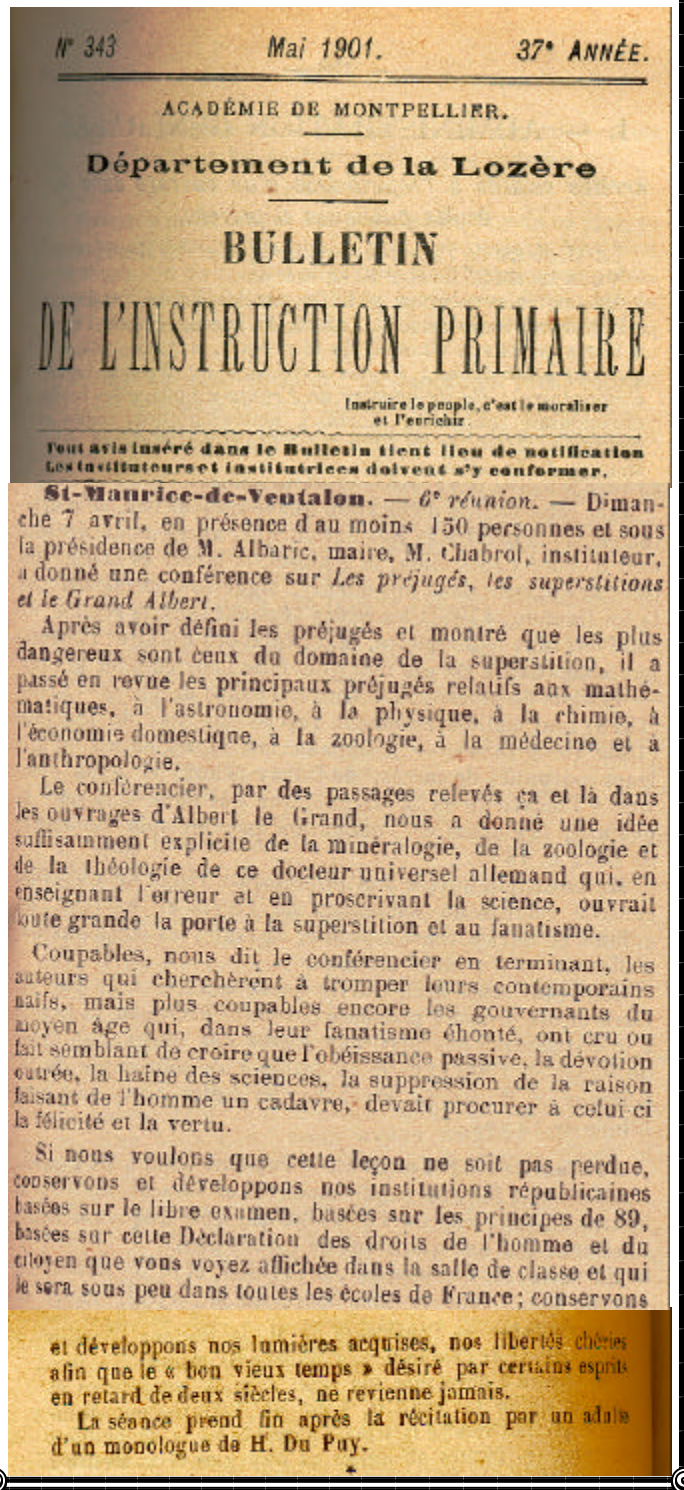 N° 343 Mai 1901. 37e ANNÉE.
ACADÉMIE DE MONTPELLIER.
Département de la Lozère
BULLETIN
DE L'INSTRUCTION PRIMAIRE
Instruire le peuple, c'est le moraliser
et l'enrichir
Tout avis inséré dans le Bulletin tient lieu de notification
Les instituteurs et institutrices doivent s'y conformer.
St-Maurice-de-Ventalon. — 6e réunion. — Diman-
che 7 avril, en présence d'au moins 150 personnes et sous
la présidence de M. Albaric, maire, M. Chabrol, instituteur,
a donné une conférence sur Les préjugés, les superstitions
et le Grand Albert.
Après avoir défini les préjugés et montré que les plus
dangereux sont ceux du domaine de la superstition, il a
passé en revue les principaux préjugés relatifs aux mathé-
matiques, à l'astronomie, à la physique, à la chimie, à
l'économie domestique, à la zoologie, à la médecine et à
l'anthropologie.
Le conférencier, par des passages relevés ça et là dans
les ouvrages d'Albert le Grand, nous a donné une idée
suffisamment explicite de la minéralogie, de la zoologie et
de la théologie de ce docteur universel allemand qui, en
enseignant l'erreur et en proscrivant la science, ouvrait
toute grande la porte à la superstition et au fanatisme.
Coupables, nous dit le conférencier en terminant, les
auteurs qui cherchèrent à tromper leurs contemporains
naïfs, mais plus coupables encore les gouvernants du
moyen âge qui, dans leur fanatisme éhonté, ont cru ou
fait semblant de croire que l'obéissance passive, la dévotion
outrée, la haine des sciences, la suppression de la raison
faisant de l'homme un cadavre, devait procurer à celui-ci
la félicité et la vertu.
Si nous voulons que cette leçon ne soit pas perdue,
conservons et développons nos institutions républicaines
basées sur le libre examen, basées sur les principes de 89,
basées sur cette Déclaration des droits de l'homme et du
citoyen que vous voyez affichée dans la salle de classe et qui
le sera sous peu dans toutes les écoles de France; conservons
et développons nos lumières acquises, nos libertés chéries
afin que le « bon vieux temps » désiré par certains esprits
en retard de deux siècles, ne revienne jamais.
La séance prend fin après la récitation par un adulte
d'un monologue de H. Du Puy.
*